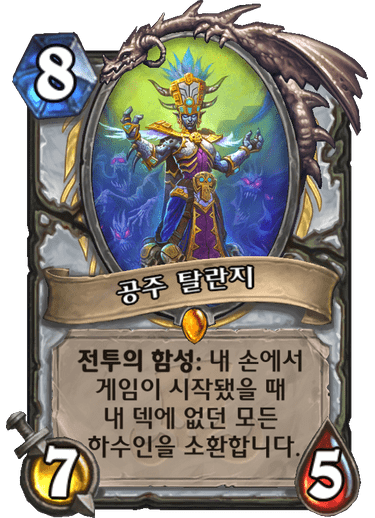 8
공주 탈란지
전투의 함성: 내 손에서
게임이 시작됐을 때
내 덱에 없던 모든
하수인을 소환합니다.
7
5